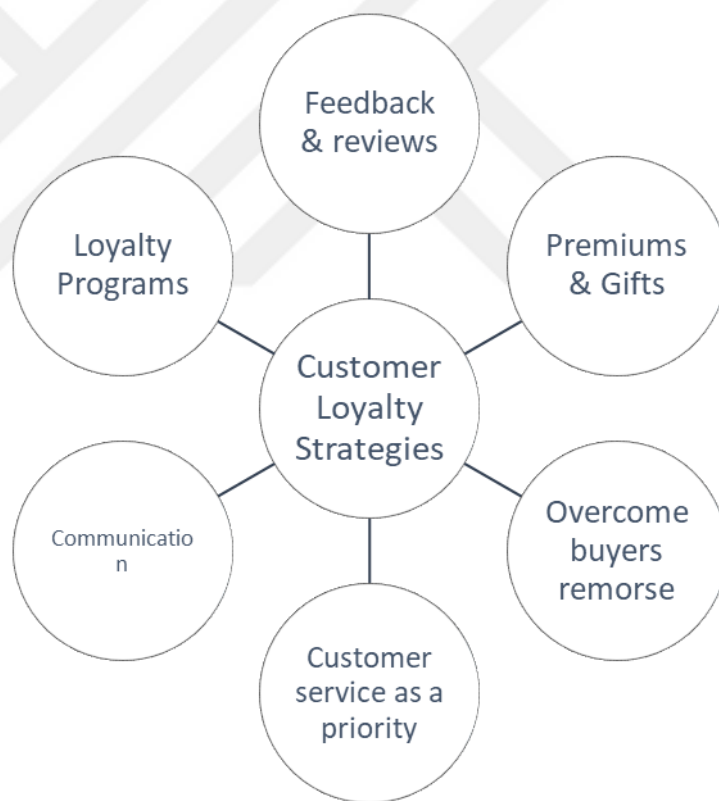 Feedback
& reviews
Loyalty
Programs
Premiums
& Gifts
Customer
Loyalty
Strategies
Communicatio
n
Overcome
buyers
remorse
Customer
service as a
priority